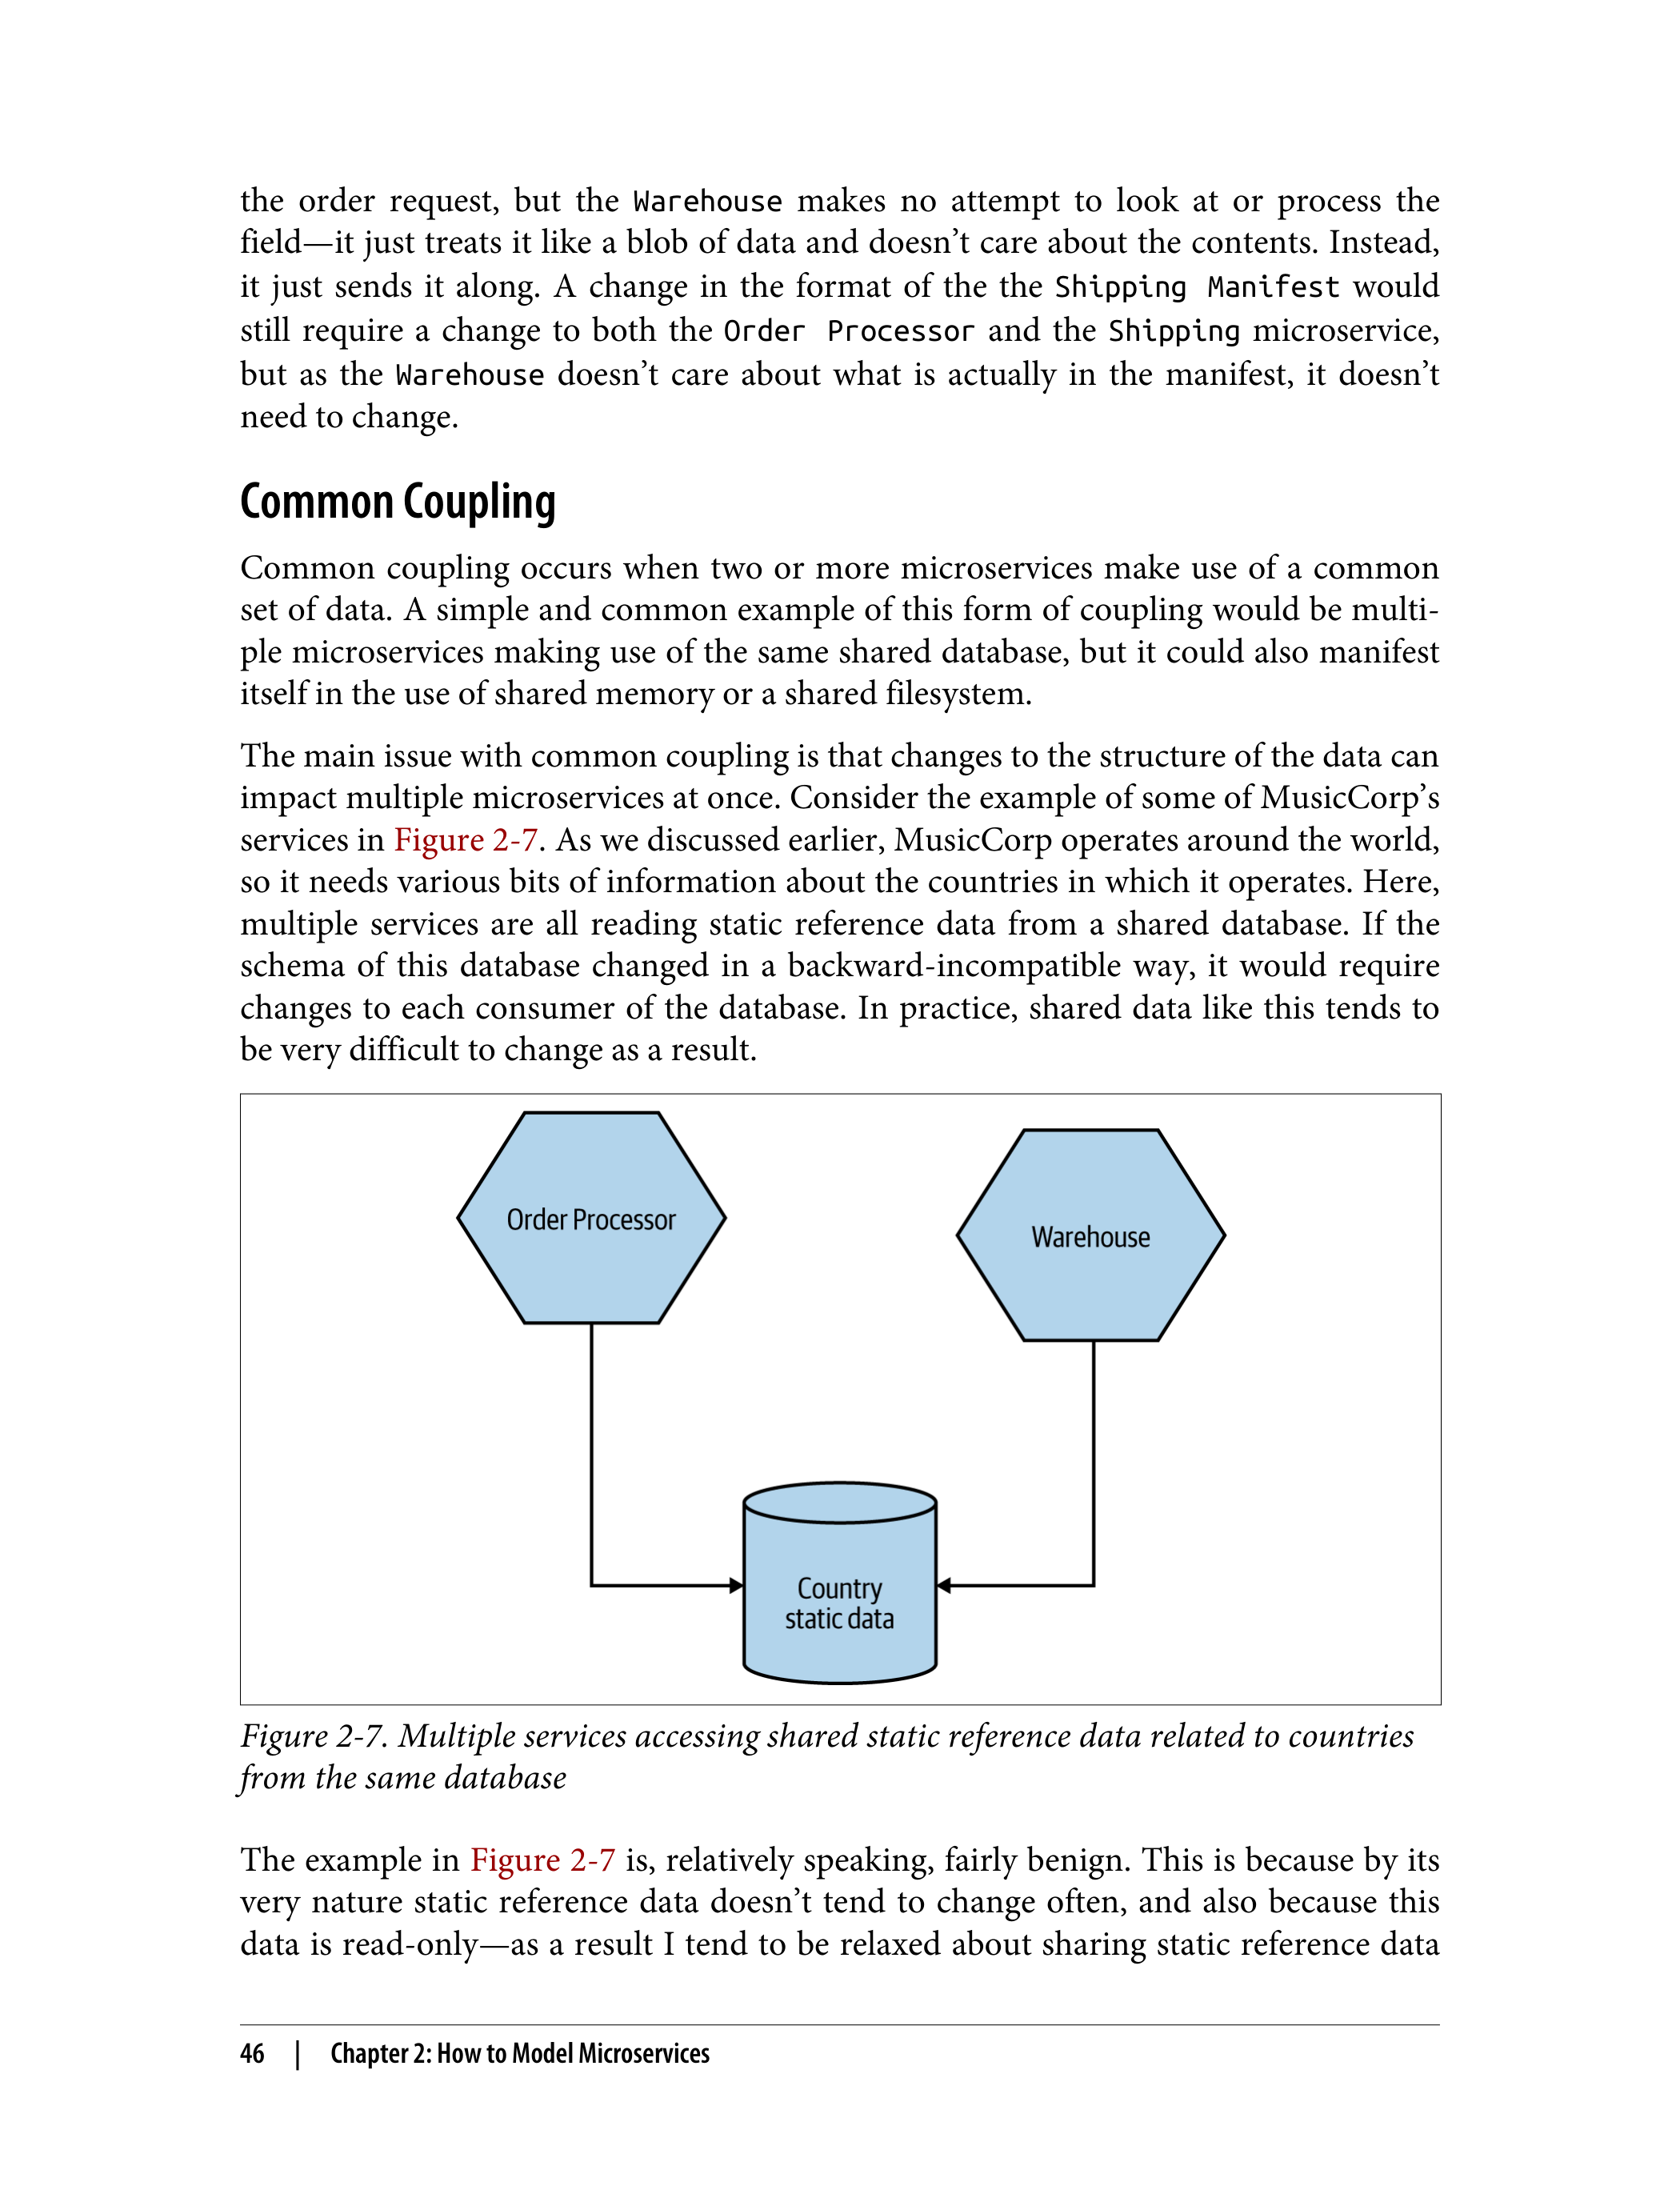 the order request, but the Warehouse makes no attempt to look at or process the
field—it just treats it like a blob of data and doesn’t care about the contents. Instead,
it just sends it along. A change in the format of the the Shipping Manifest would
still require a change to both the Order Processor and the Shipping microservice,
but as the Warehouse doesn’t care about what is actually in the manifest, it doesn’t
need to change.
Common Coupling
Common coupling occurs when two or more microservices make use of a common
set of data. A simple and common example of this form of coupling would be multi-
ple microservices making use of the same shared database, but it could also manifest
itself in the use of shared memory or a shared filesystem.
The main issue with common coupling is that changes to the structure of the data can
impact multiple microservices at once. Consider the example of some of MusicCorp’s
services in Figure 2-7. As we discussed earlier, MusicCorp operates around the world,
so it needs various bits of information about the countries in which it operates. Here,
multiple services are all reading static reference data from a shared database. If the
schema of this database changed in a backward-incompatible way, it would require
changes to each consumer of the database. In practice, shared data like this tends to
be very difficult to change as a result.
Order Processor
Warehouse
Country
static data
Figure 2-7. Multiple services accessing shared static reference data related to countries
from the same database
The example in Figure 2-7 is, relatively speaking, fairly benign. This is because by its
very nature static reference data doesn’t tend to change often, and also because this
data is read-only—as a result I tend to be relaxed about sharing static reference data
46 | Chapter 2: How to Model Microservices